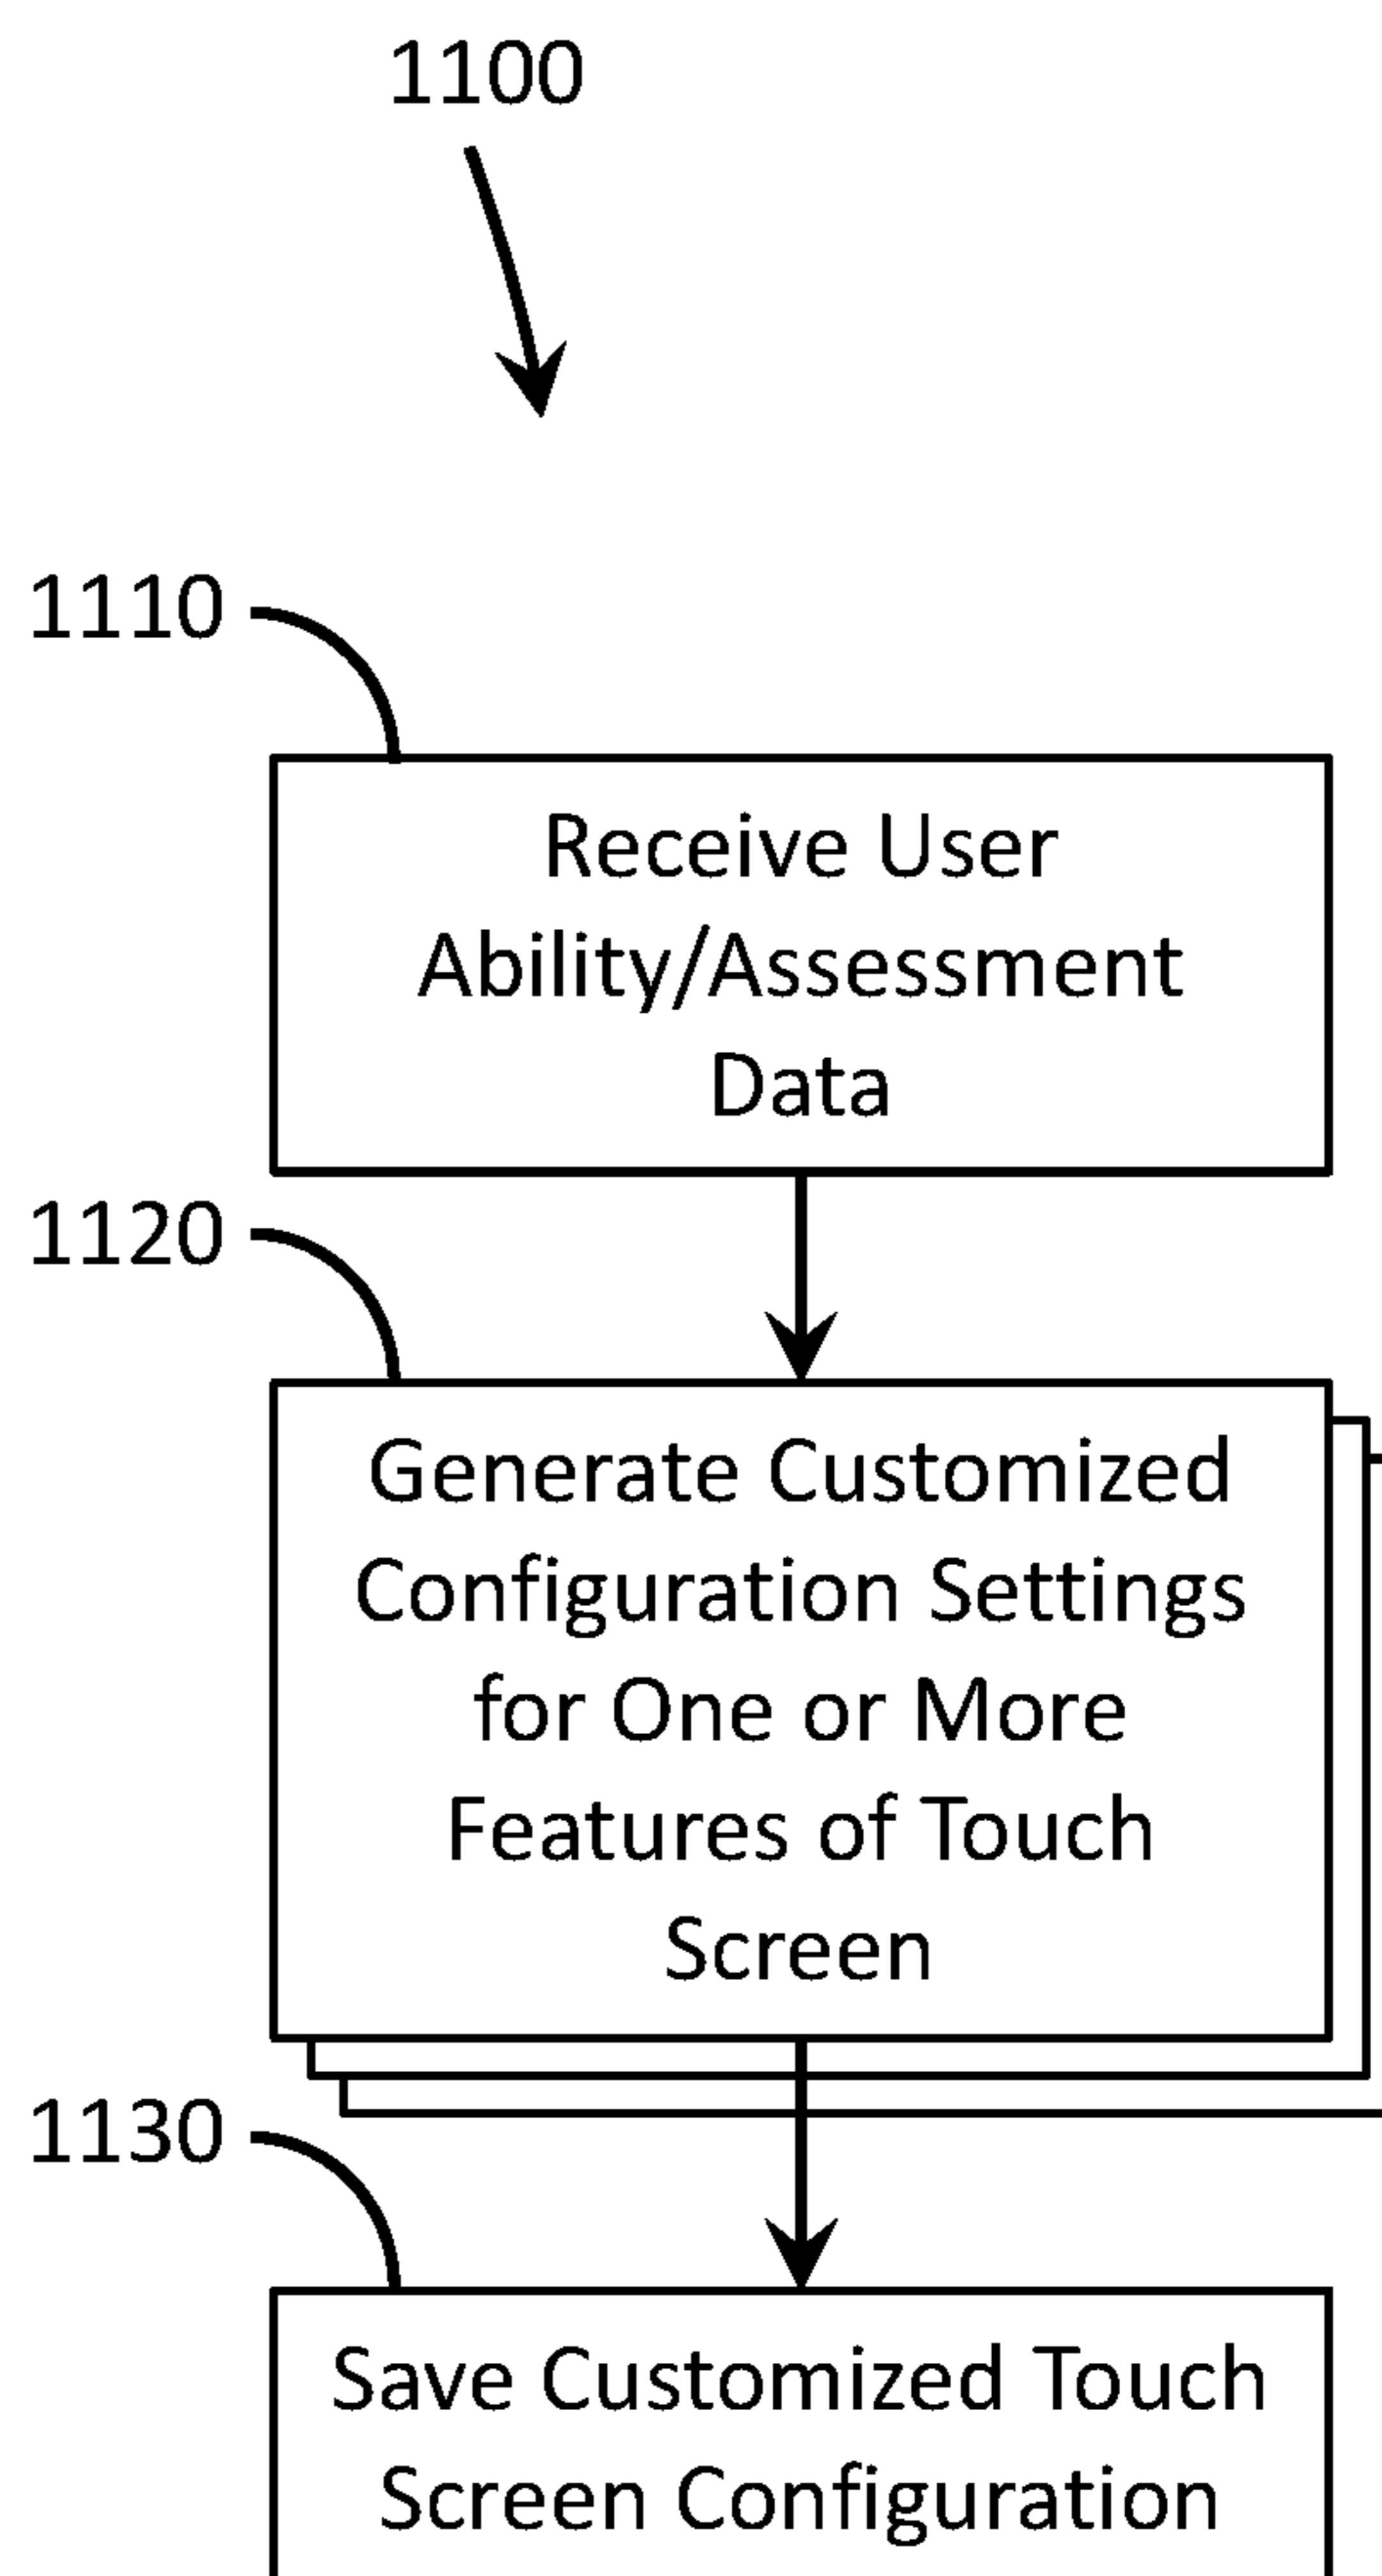 1100
1110
Receive User
Ability/Assessment
Data
1120
Generate Customized
Configuration Settings
for One or More
Features of Touch
Screen
1130
Save Customized Touch
Screen Configuration